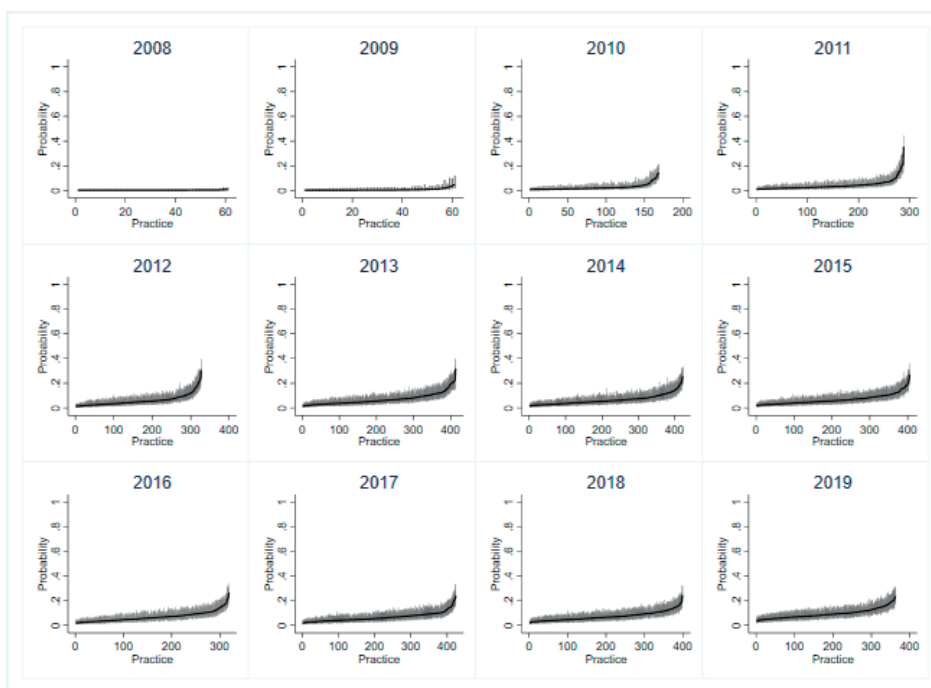 2008
2009
2010
2011
Probability
0 .2 .4 .6 .8 1
0 20 40 60
Practice
Probability
0 .2 .4 .6 .8 1
0 20 40 60
Practice
Probability
0 .2 .4 .6 .8 1
0 50 100 150 200
Practice
Probability
0 .2 .4 .6 .8 1
0 100 200 300
Practice
2012
2013
2014
2015
Probability
0 .2 .4 .6 .8 1
0 100 200 300 400
Practice
Probability
0 .2 .4 .6 .8 1
0 100 200 300 400
Practice
Probability
0 .2 .4 .6 .8 1
0 100 200 300 400
Practice
Probability
0 .2 .4 .6 .8 1
0 100 200 300 400
Practice
2016
2017
2018
2019
Probability
0 .2 .4 .6 .8 1
0 100 200 300
Practice
Probability
0 .2 .4 .6 .8 1
0 100 200 300 400
Practice
Probability
0 .2 .4 .6 .8 1
0 100 200 300 400
Practice
Probability
0 .2 .4 .6 .8 1
0 100 200 300 400
Practice